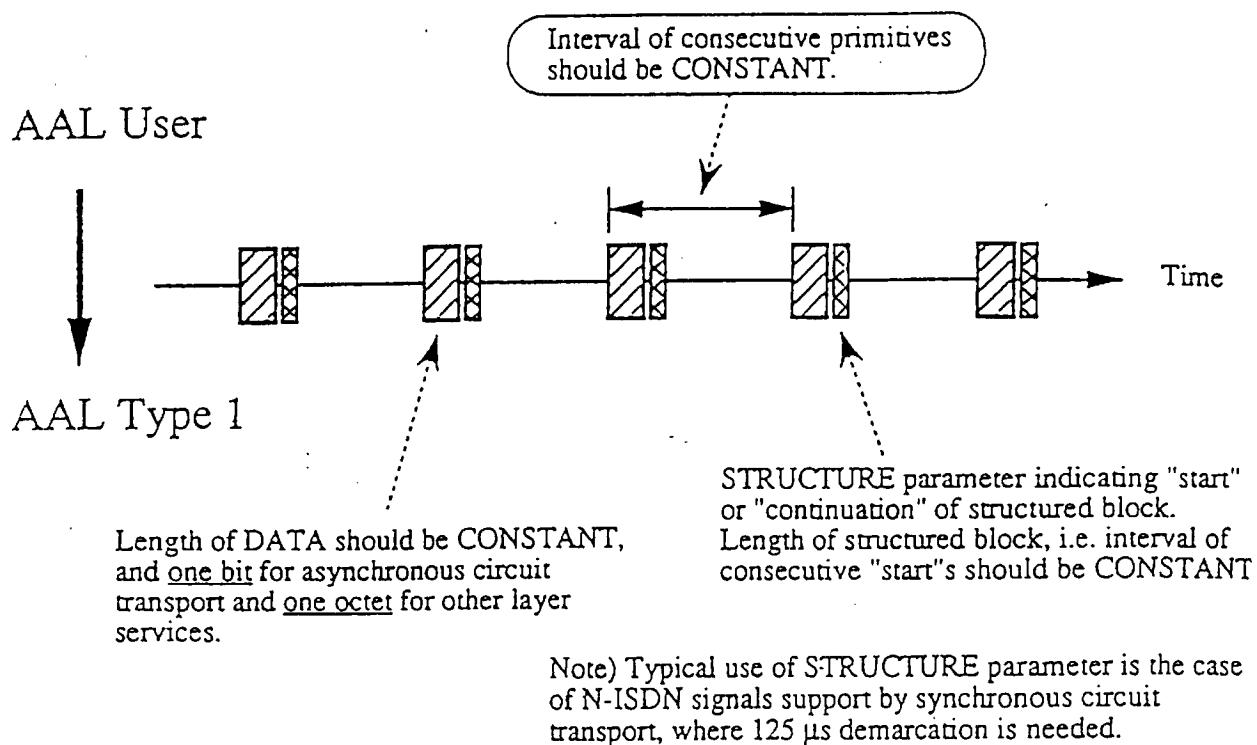 Interval of consecutive primitives
should be CONSTANT.
AAL User
Time
AAL Type 1
STRUCTURE parameter indicating "start"
or "continuation" of structured block.
Length of structured block, i.e. interval of
consecutive "start"s should be CONSTANT
Length of DATA should be CONSTANT,
and one bit for asynchronous circuit
transport and one octet for other layer
services.
Note) Typical use of STRUCTURE parameter is the case
of N-ISDN signals support by synchronous circuit
transport, where 125 μs demarcation is needed.